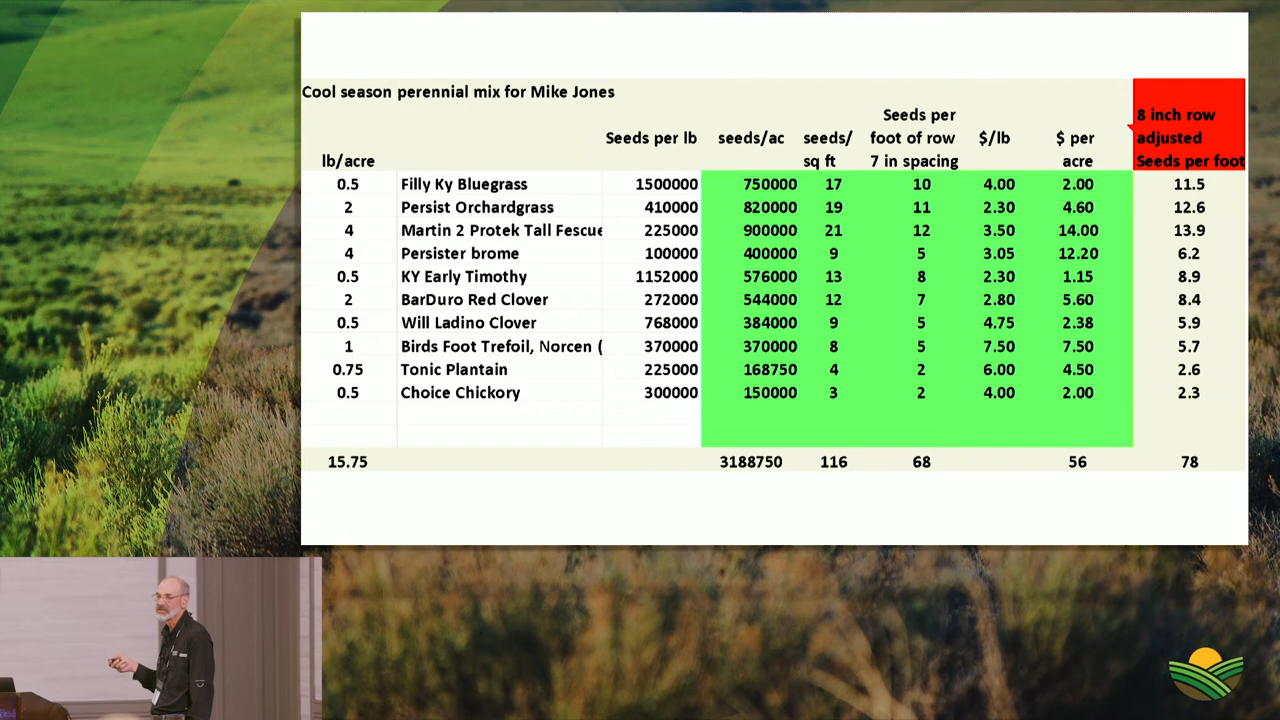 Cool season perennial mix for Mike Jones
lb/acre Seeds per lb seeds/ac seeds/ sq ft Seeds per foot of row 7 in spacing $/lb $ per acre 8 inch row adjusted Seeds per foot
0.5 Filly Ky Bluegrass 1500000 750000 17 10 4.00 2.00 11.5
2 Persist Orchardgrass 410000 820000 19 11 2.30 4.60 12.6
4 Martin 2 Protek Tall Fescue 225000 900000 21 12 3.50 14.00 13.9
4 Persister brome 100000 400000 9 5 3.05 12.20 6.2
0.5 KY Early Timothy 1152000 576000 13 8 2.30 1.15 8.9
2 BarDuro Red Clover 272000 544000 12 7 2.80 5.60 8.4
0.5 Will Ladino Clover 768000 384000 9 5 4.75 2.38 5.9
1 Birds Foot Trefoil, Norcen ( 370000 370000 8 5 7.50 7.50 5.7
0.75 Tonic Plantain 225000 168750 4 2 6.00 4.50 2.6
0.5 Choice Chickory 300000 150000 3 2 4.00 2.00 2.3
15.75 3188750 116 68 56 78